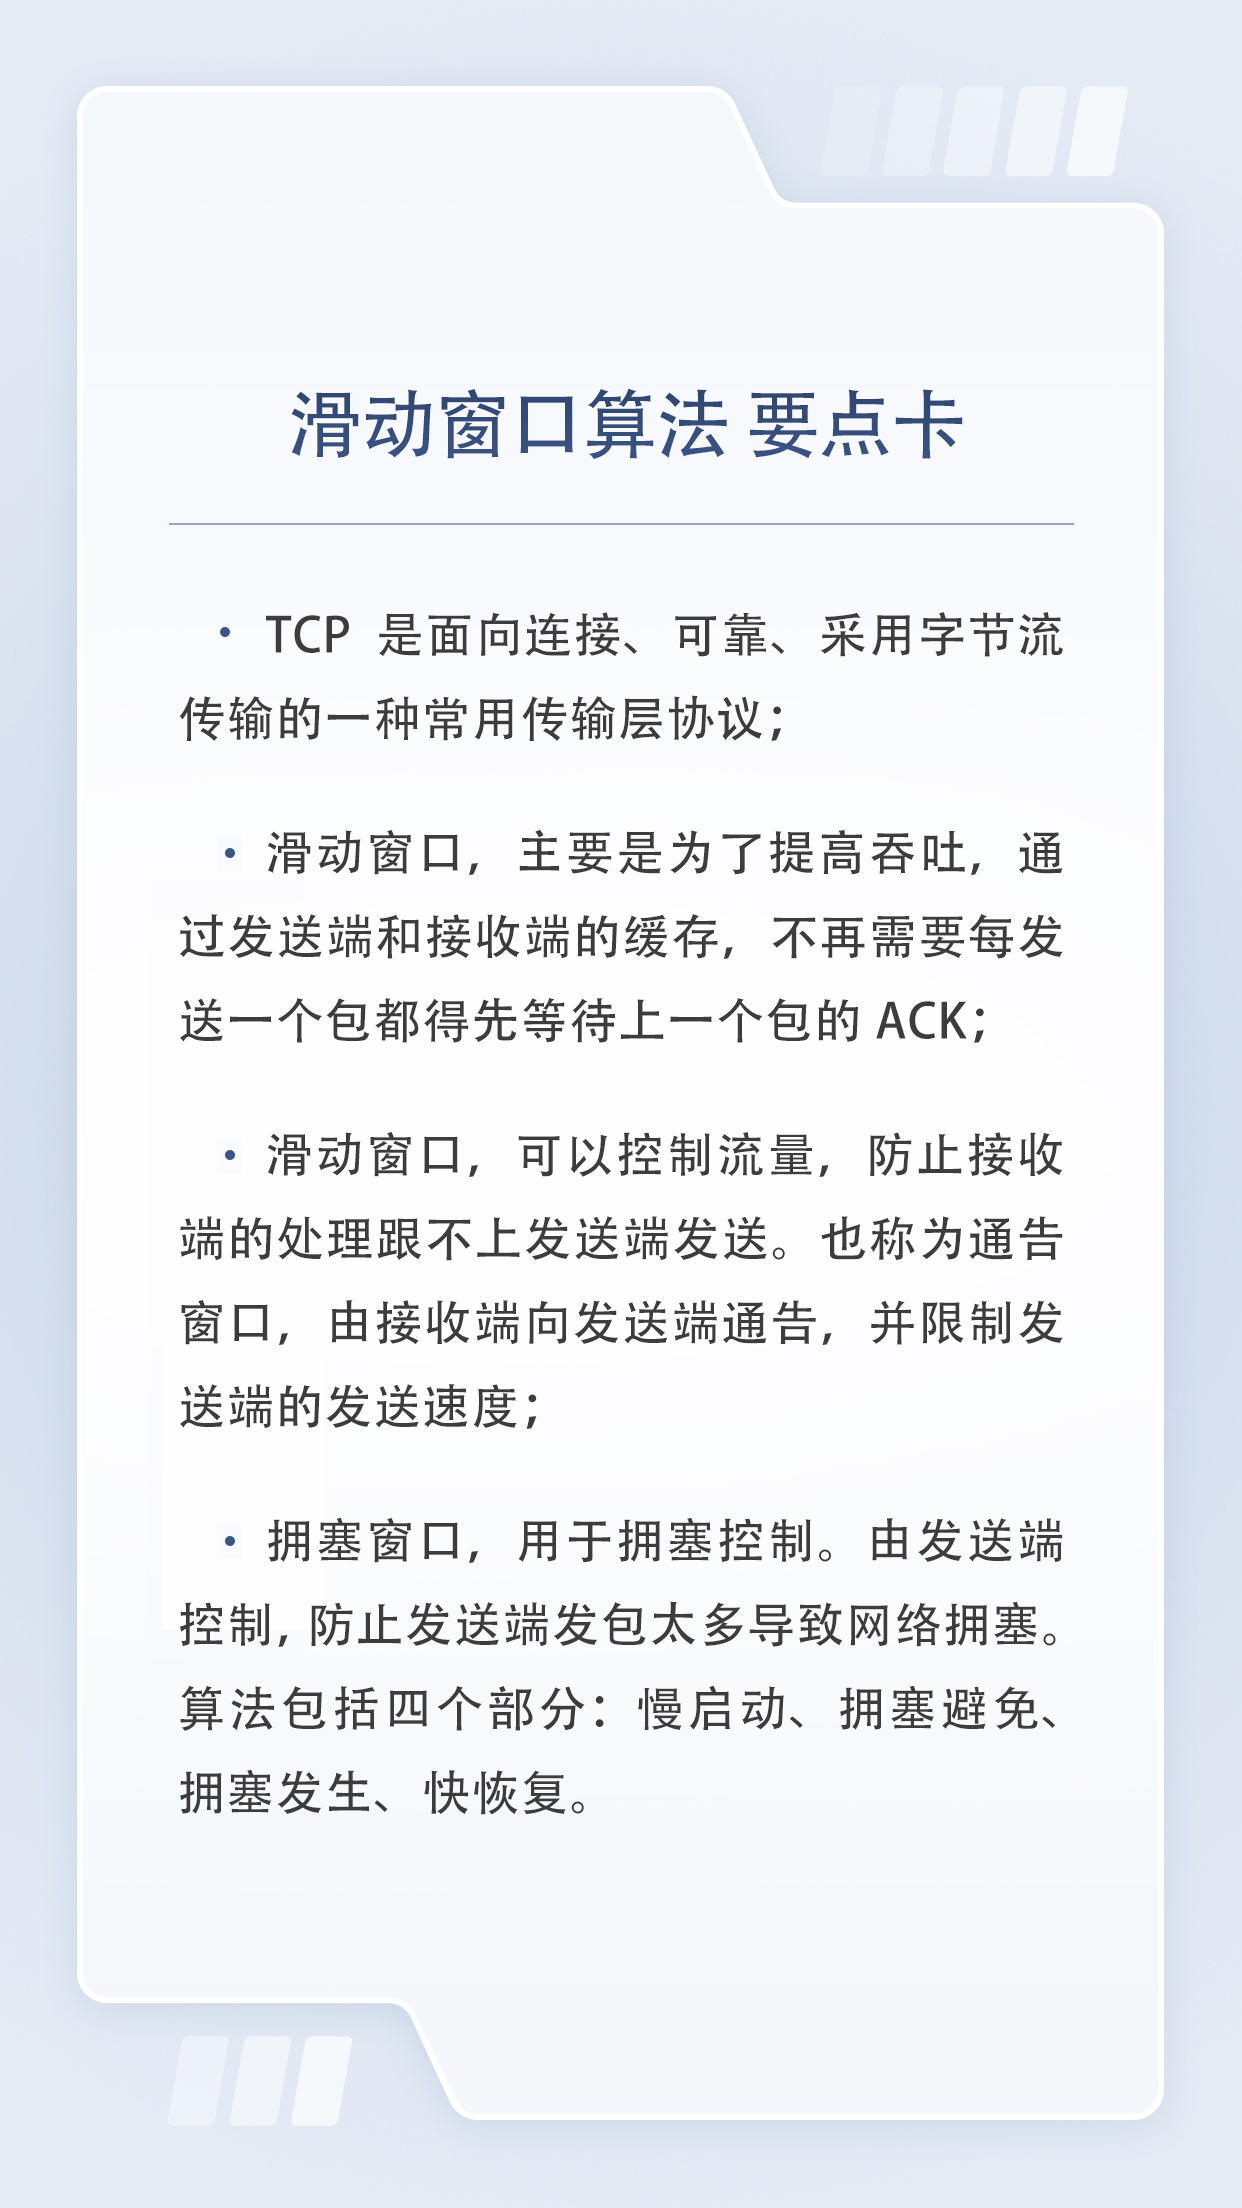 滑动窗口算法 要点卡
• TCP 是面向连接、可靠、采用字节流
传输的一种常用传输层协议；
• 滑动窗口，主要是为了提高吞吐，通
过发送端和接收端的缓存，不再需要每发
送一个包都得先等待上一个包的 ACK；
• 滑动窗口，可以控制流量，防止接收
端的处理跟不上发送端发送。也称为通告
窗口，由接收端向发送端通告，并限制发
送端的发送速度；
• 拥塞窗口，用于拥塞控制。由发送端
控制，防止发送端发包太多导致网络拥塞。
算法包括四个部分：慢启动、拥塞避免、
拥塞发生、快恢复。